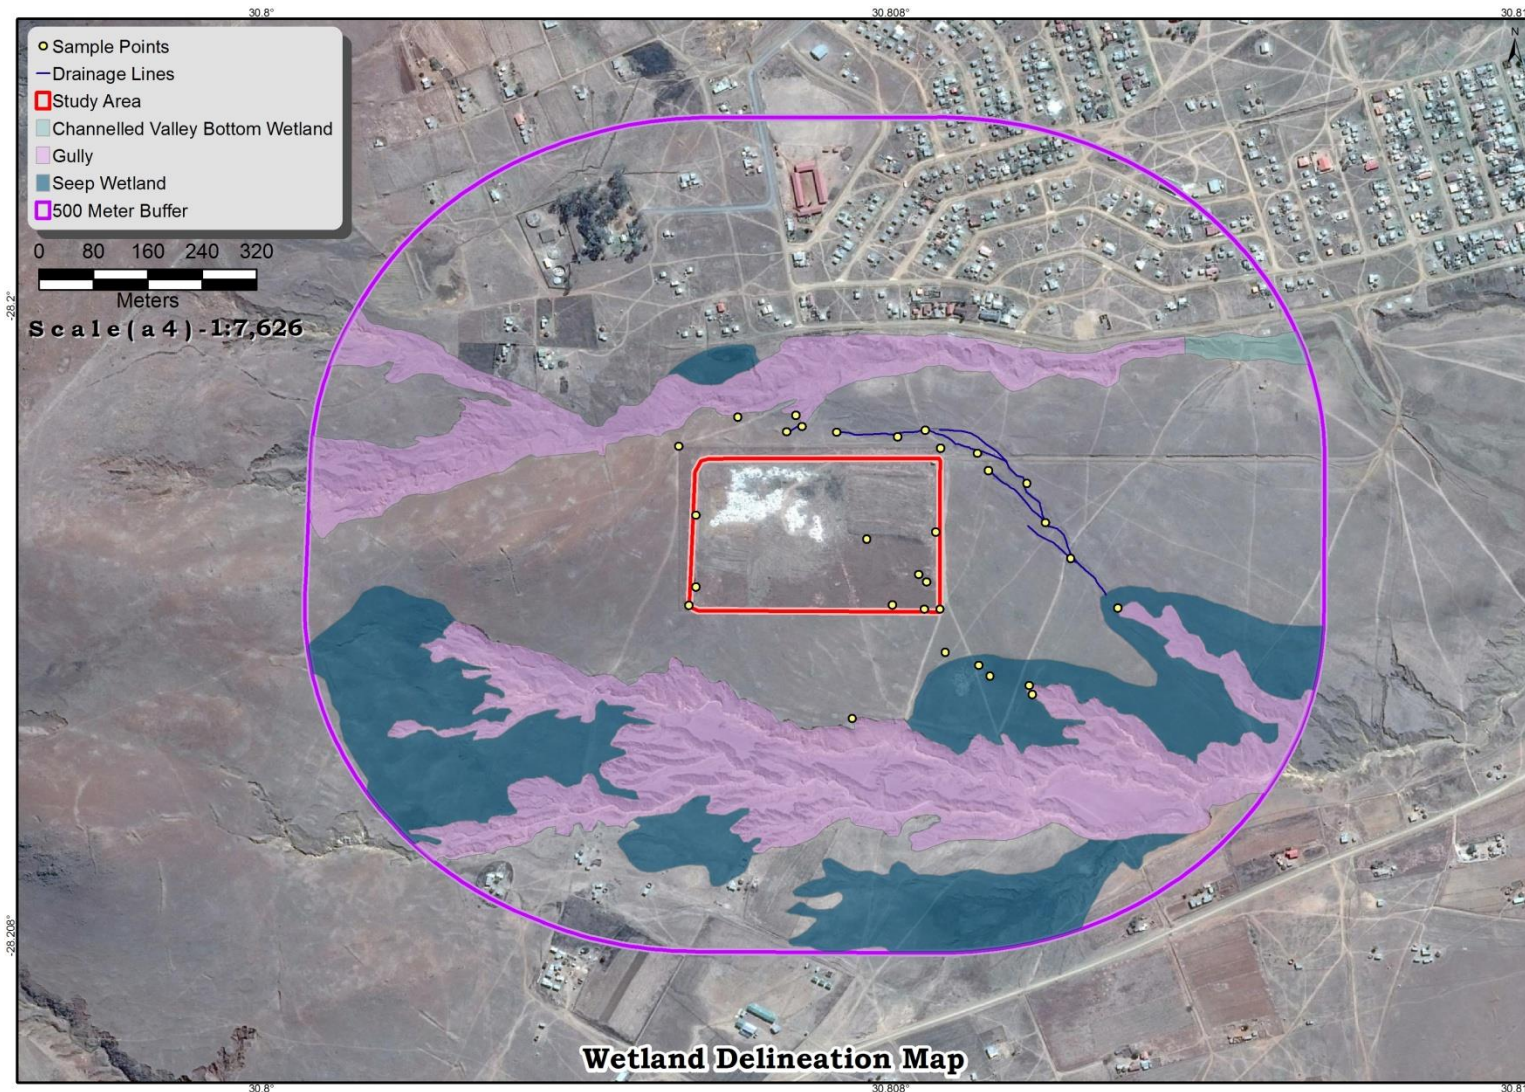 30.8°
30.808°
Sample Points
Drainage Lines
Study Area
Channelled Valley Bottom Wetland
Gully
Seep Wetland
500 Meter Buffer
N
0 80 160 240 320
Meters
Scale(a4)-1:7,626
-28.2°
-28.208°
Wetland Delineation Map
30.8°
30.808°